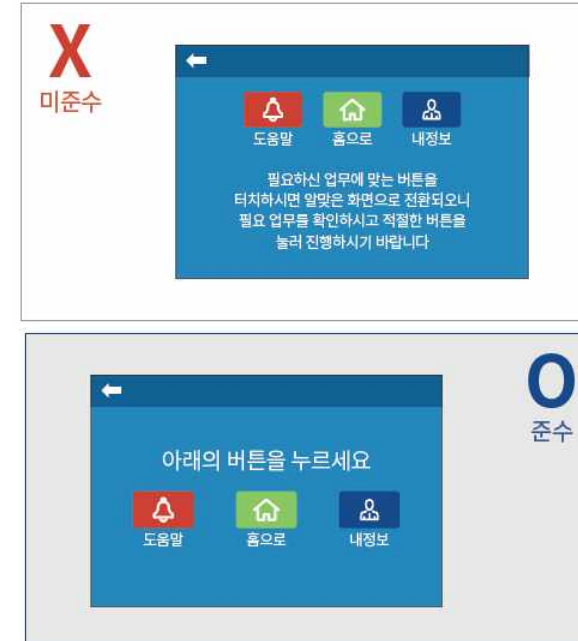 X
미준수
도움말 홈으로 내정보
필요하신 업무에 맞는 버튼을
터치하시면 알맞은 화면으로 전환되오니
필요 업무를 확인하시고 적절한 버튼을
눌러 진행하시기 바랍니다
O
준수
아래의 버튼을 누르세요
도움말 홈으로 내정보